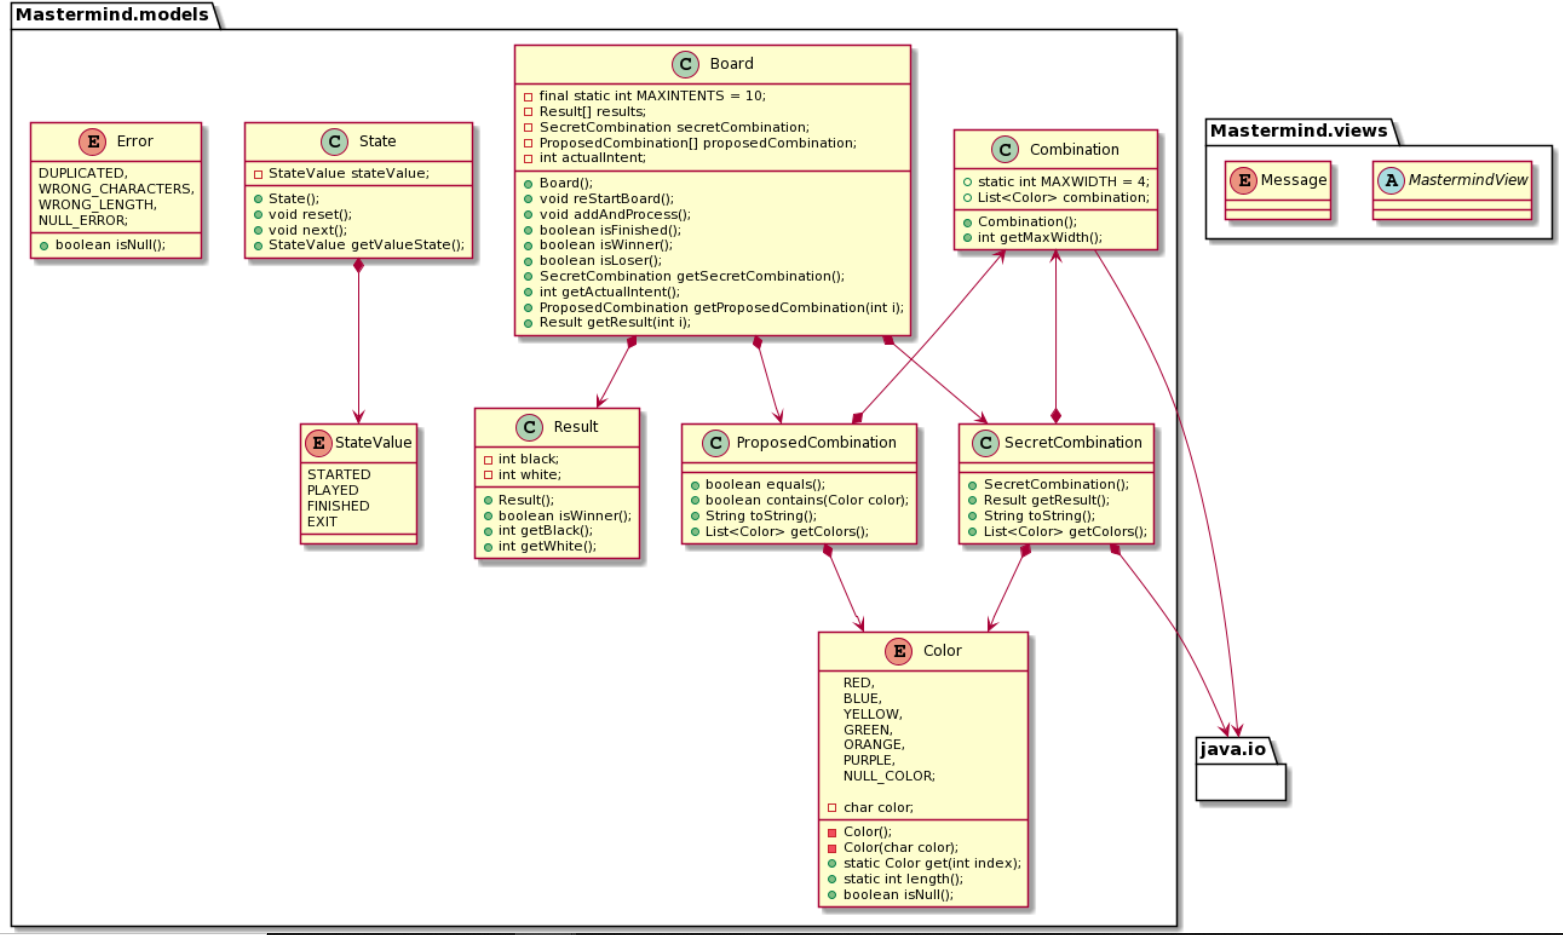 Mastermind.models
E Error
DUPLICATED,
WRONG_CHARACTERS,
WRONG_LENGTH,
NULL_ERROR;
boolean isNull();
C State
StateValue stateValue;
State();
void reset();
void next();
StateValue getValueState();
C Board
final static int MAXINTENTS = 10;
Result[] results;
SecretCombination secretCombination;
ProposedCombination[] proposedCombination;
int actualIntent;
Board();
void reStartBoard();
void addAndProcess();
boolean isFinished();
boolean isWinner();
boolean isLoser();
SecretCombination getSecretCombination();
int getActualIntent();
ProposedCombination getProposedCombination(int i);
Result getResult(int i);
C Combination
static int MAXWIDTH = 4;
List<Color> combination;
Combination();
int getMaxWidth();
Mastermind.views
E Message
A MastermindView
E StateValue
STARTED
PLAYED
FINISHED
EXIT
C Result
int black;
int white;
Result();
boolean isWinner();
int getBlack();
int getWhite();
C ProposedCombination
boolean equals();
boolean contains(Color color);
String toString();
List<Color> getColors();
C SecretCombination
SecretCombination();
Result getResult();
String toString();
List<Color> getColors();
E Color
RED,
BLUE,
YELLOW,
GREEN,
ORANGE,
PURPLE,
NULL_COLOR;
char color;
Color();
Color(char color);
static Color get(int index);
static int length();
boolean isNull();
java.io